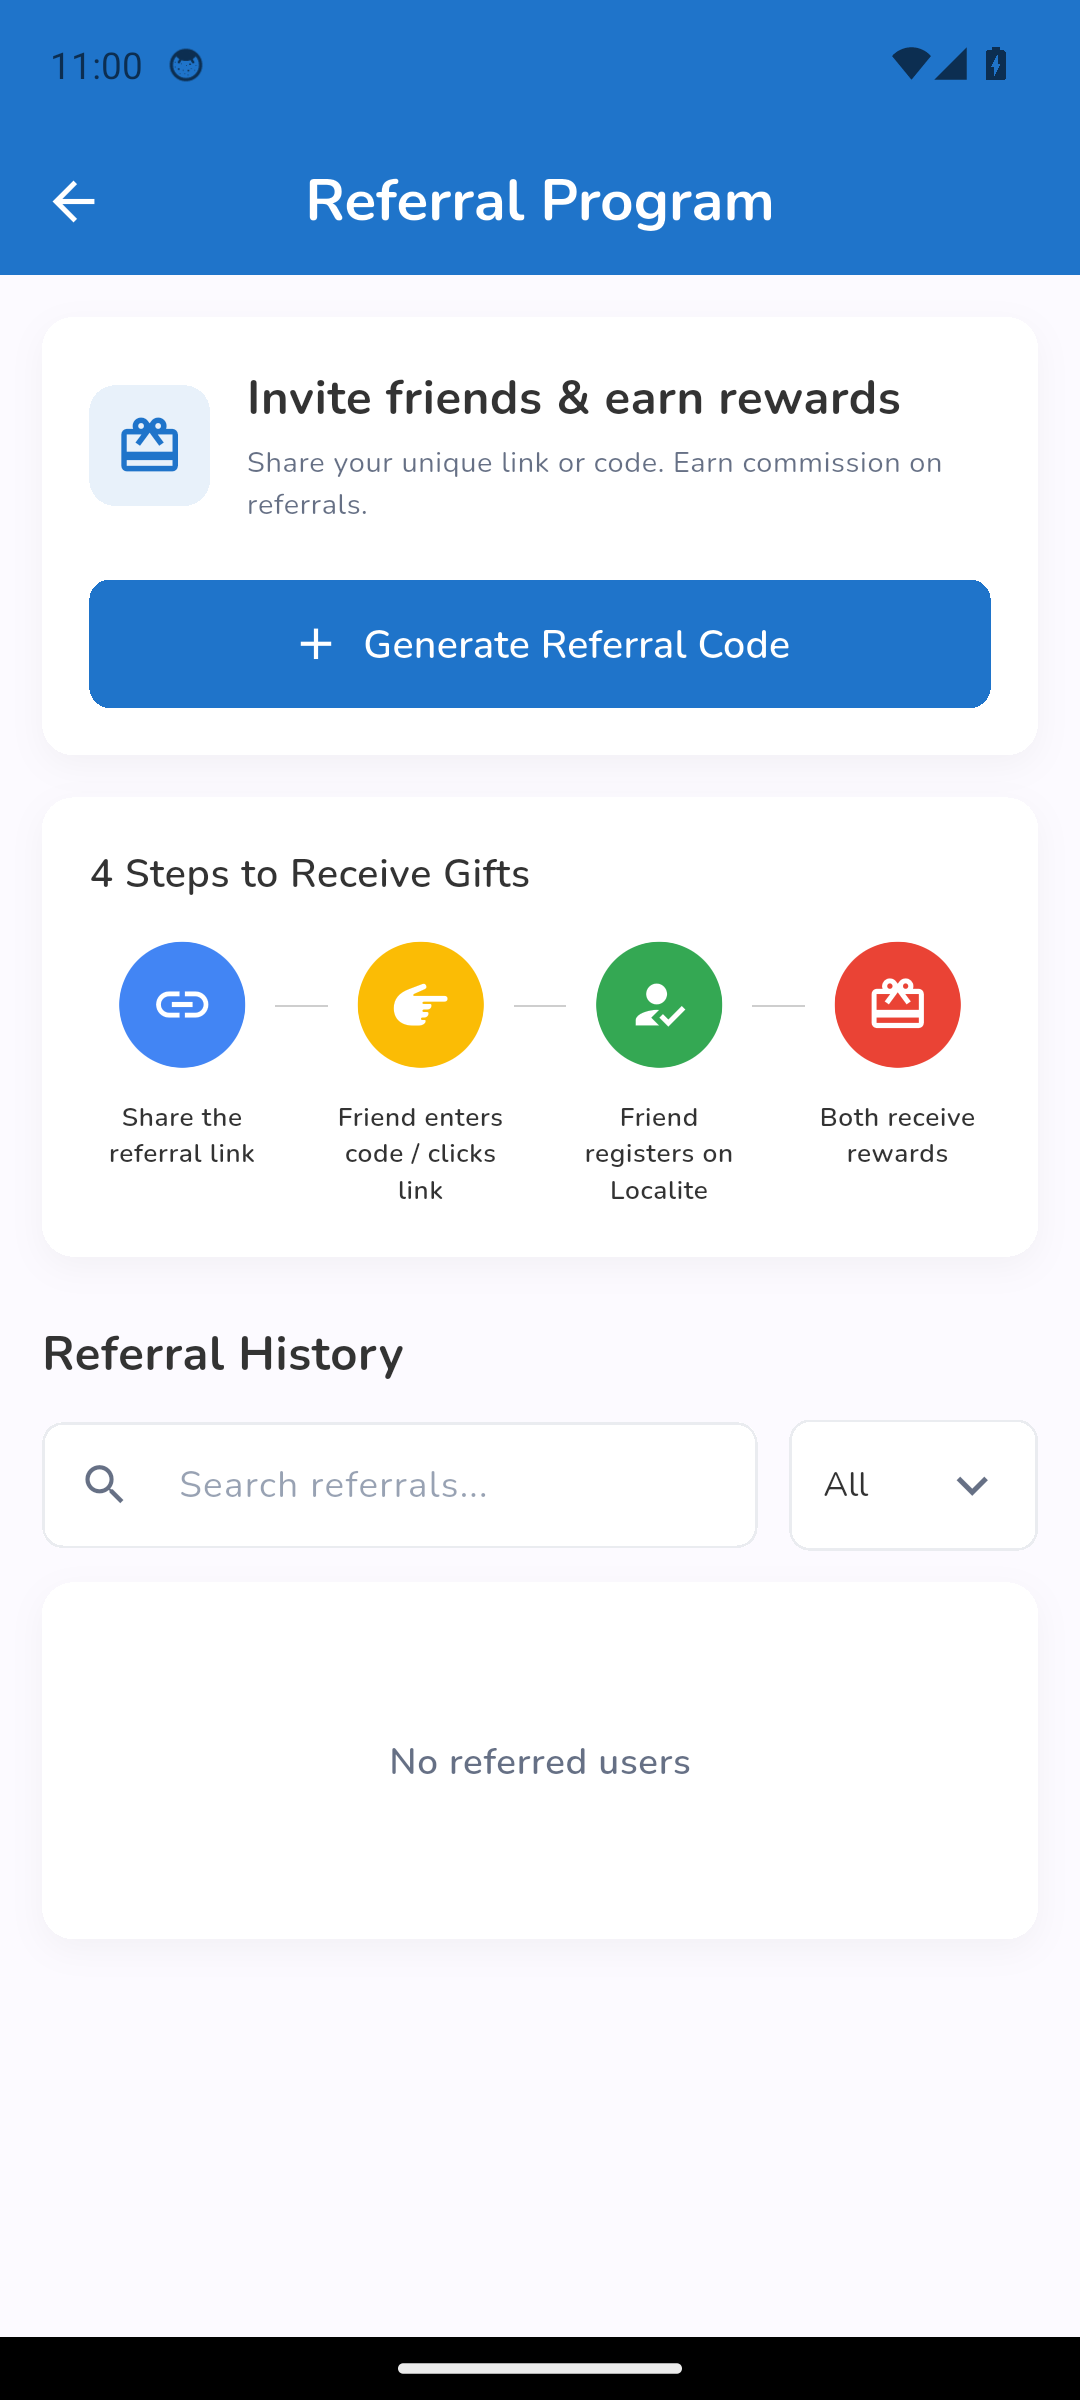 11:00
Referral Program
Invite friends & earn rewards
Share your unique link or code. Earn commission on
referrals.
Generate Referral Code
4 Steps to Receive Gifts
Share the
referral link
Friend enters
code / clicks
link
Friend
registers on
Localite
Both receive
rewards
Referral History
Search referrals...
All
No referred users